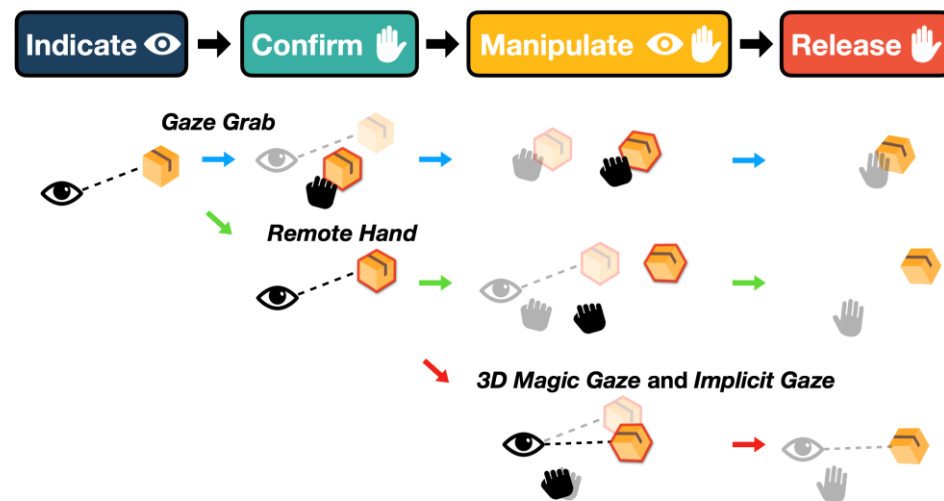 Indicate
Confirm
Manipulate
Release
Gaze Grab
Remote Hand
3D Magic Gaze and Implicit Gaze